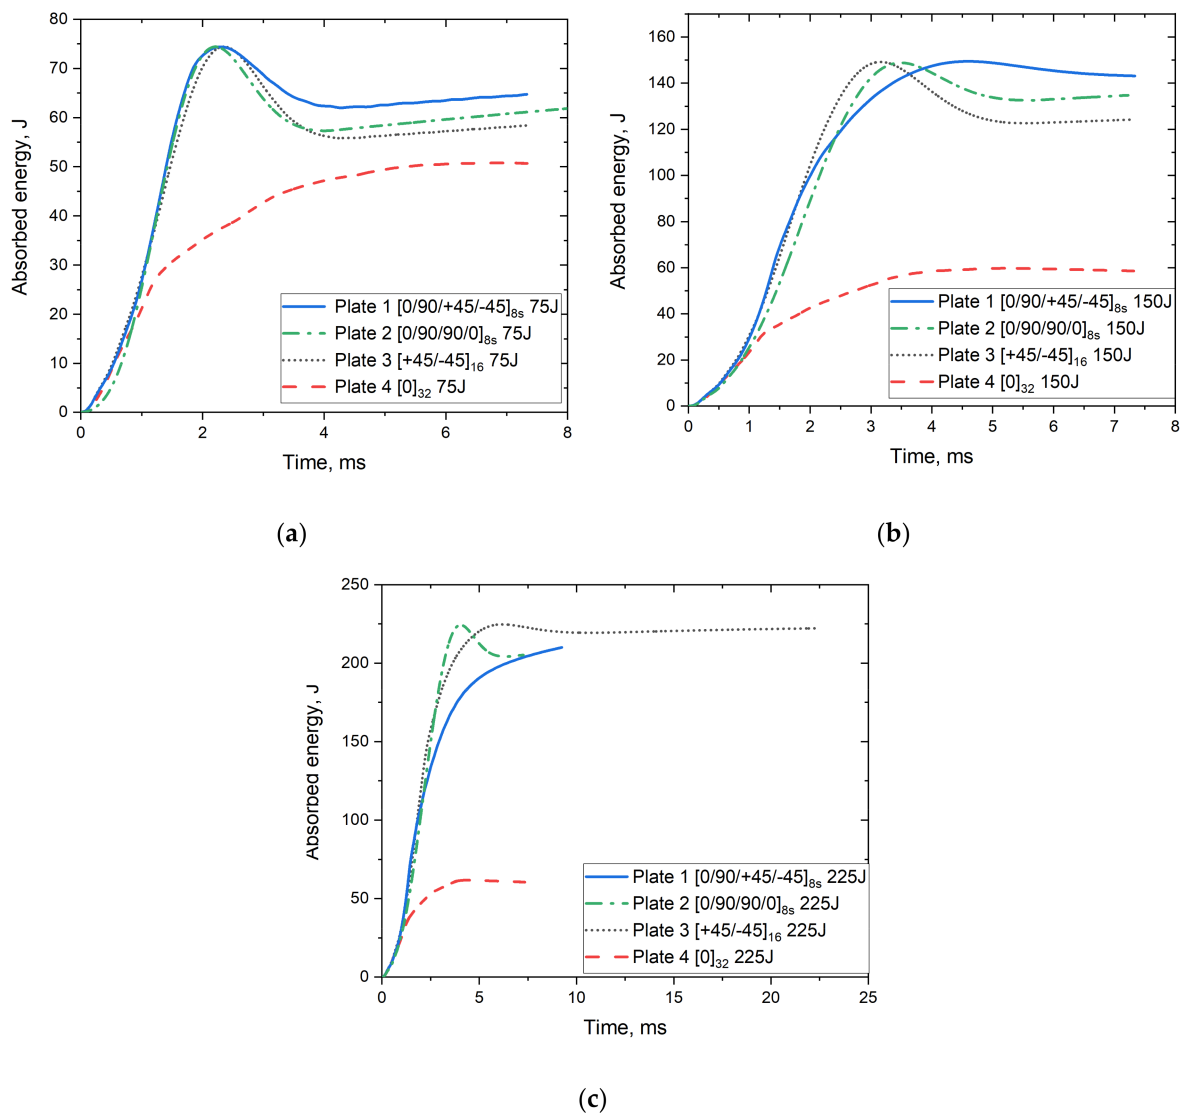 80
70
60
50
40
30
20
10
0
Absorbed energy, J
Plate 1 [0/90/+45/-45]8s 75J
Plate 2 [0/90/90/0]8s 75J
Plate 3 [+45/-45]16 75J
Plate 4 [0]32 75J
0 2 4 6 8
Time, ms
(a)
160
140
120
100
80
60
40
20
0
Absorbed energy, J
Plate 1 [0/90/+45/-45]8s 150J
Plate 2 [0/90/90/0]8s 150J
Plate 3 [+45/-45]16 150J
Plate 4 [0]32 150J
0 1 2 3 4 5 6 7 8
Time, ms
(b)
250
200
150
100
50
0
Absorbed energy, J
Plate 1 [0/90/+45/-45]8s 225J
Plate 2 [0/90/90/0]8s 225J
Plate 3 [+45/-45]16 225J
Plate 4 [0]32 225J
0 5 10 15 20 25
Time, ms
(c)